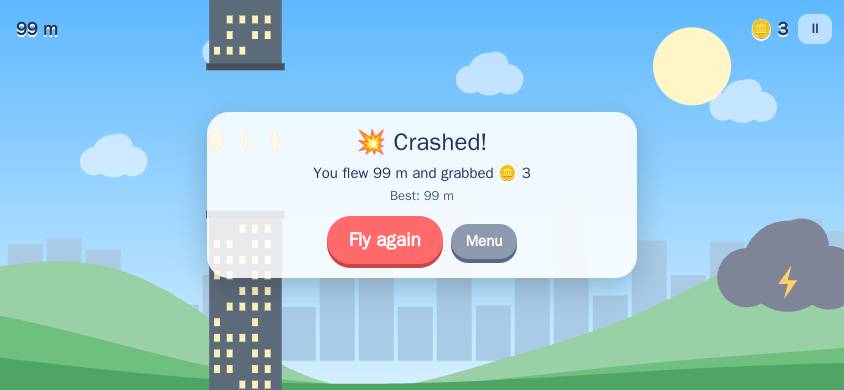 99 m
🪙 3
⏸
💥 Crashed!
You flew 99 m and grabbed 🪙 3
Best: 99 m
Fly again
Menu